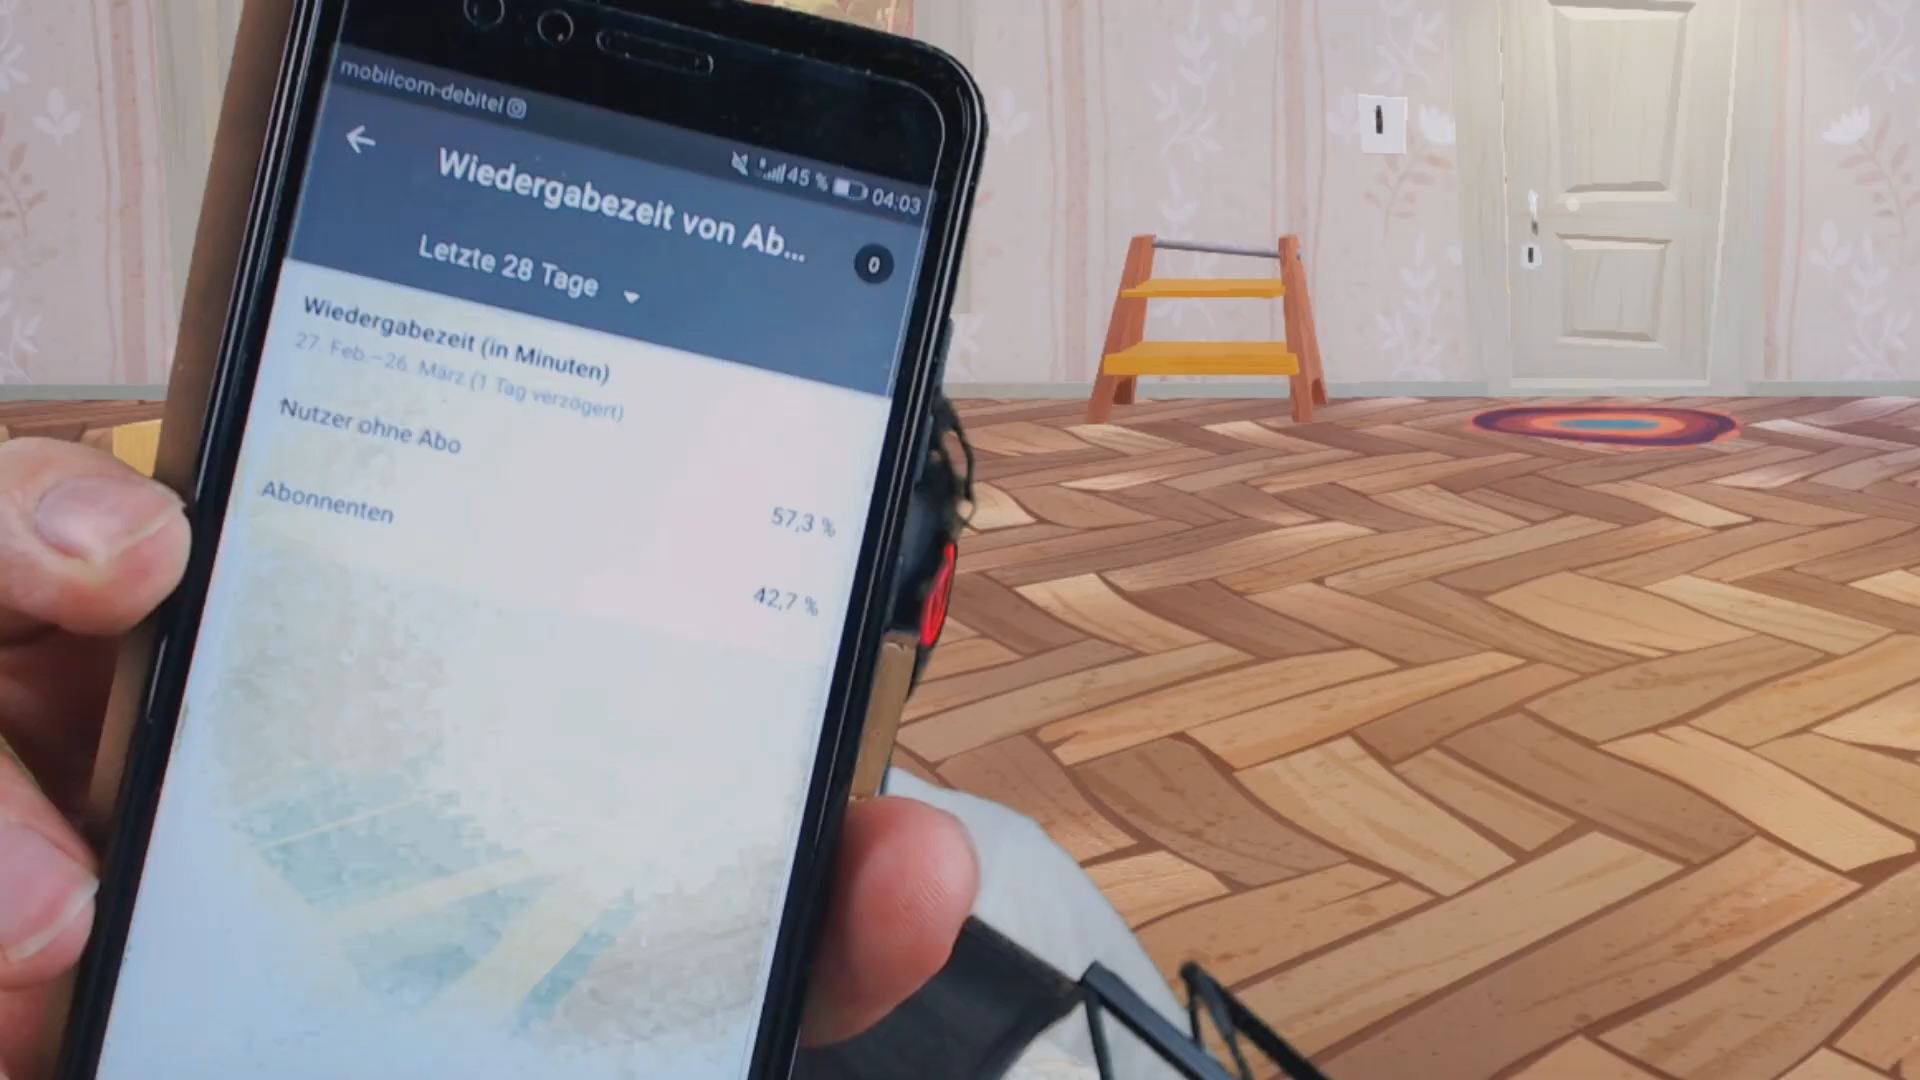 mobilcom-debitel
45 % 04:03
Wiedergabezeit von Ab...
0
Letzte 28 Tage
Wiedergabezeit (in Minuten)
27. Feb.–26. März (1 Tag verzögert)
Nutzer ohne Abo
57,3 %
Abonnenten
42,7 %